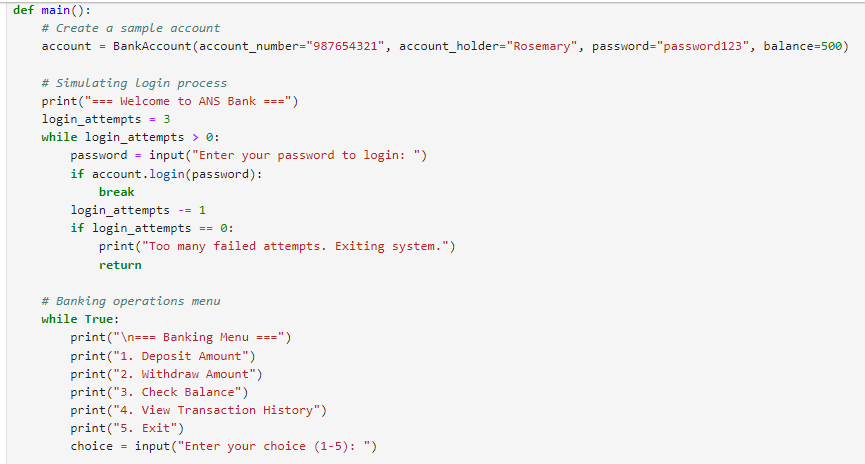 def main():
    # Create a sample account
    account = BankAccount(account_number="987654321", account_holder="Rosemary", password="password123", balance=500)

    # Simulating login process
    print("=== Welcome to ANS Bank ===")
    login_attempts = 3
    while login_attempts > 0:
        password = input("Enter your password to login: ")
        if account.login(password):
            break
        login_attempts -= 1
        if login_attempts == 0:
            print("Too many failed attempts. Exiting system.")
            return

    # Banking operations menu
    while True:
        print("\n=== Banking Menu ===")
        print("1. Deposit Amount")
        print("2. Withdraw Amount")
        print("3. Check Balance")
        print("4. View Transaction History")
        print("5. Exit")
        choice = input("Enter your choice (1-5): ")